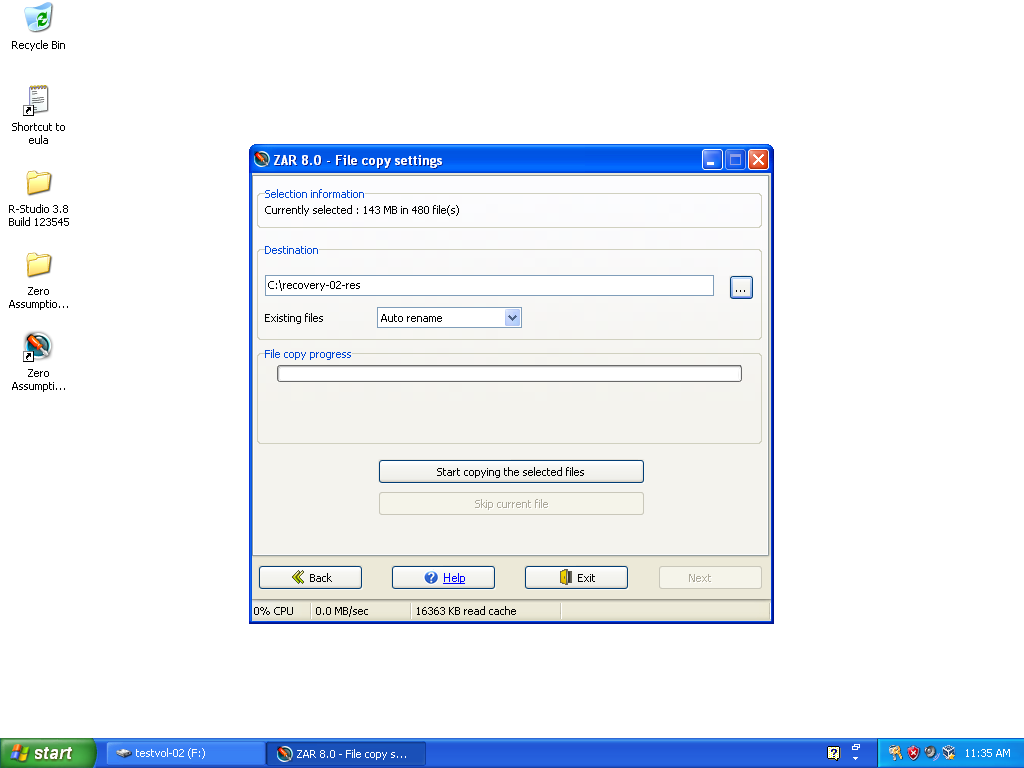 Recycle Bin
Shortcut to
eula
R-Studio 3.8
Build 123545
Zero
Assumptio...
Zero
Assumpti...
ZAR 8.0 - File copy settings
Selection information
Currently selected : 143 MB in 480 file(s)
Destination
C:\recovery-02-res
...
Existing files
Auto rename
File copy progress
Start copying the selected files
Skip current file
Back
Help
Exit
Next
0% CPU
0.0 MB/sec
16363 KB read cache
start
testvol-02 (F:)
ZAR 8.0 - File copy s...
11:35 AM